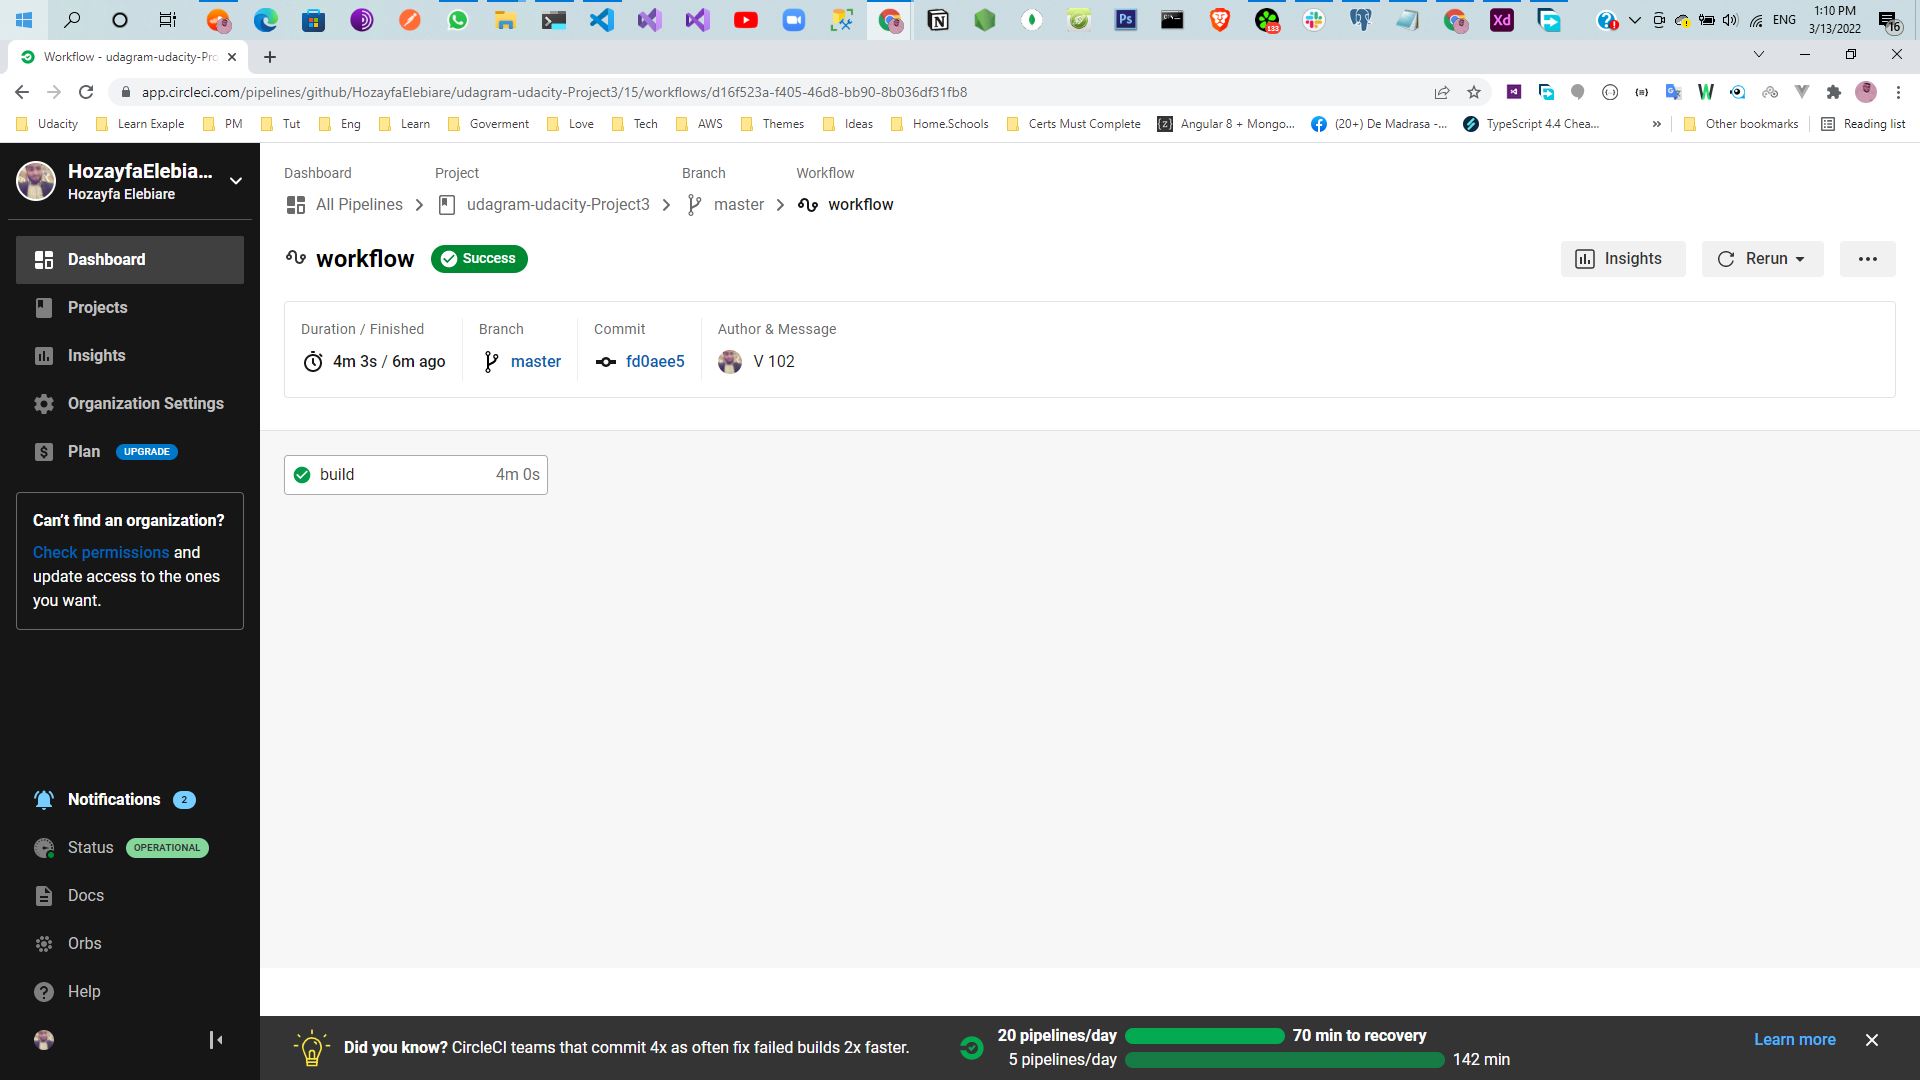 ENG
1:10 PM
3/13/2022
16
133
Ps
Xd
Workflow - udagram-udacity-Pro
app.circleci.com/pipelines/github/HozayfaElebiare/udagram-udacity-Project3/15/workflows/d16f523a-f405-46d8-bb90-8b036df31fb8
Udacity
Learn Exaple
PM
Tut
Eng
Learn
Goverment
Love
Tech
AWS
Themes
Ideas
Home.Schools
Certs Must Complete
Angular 8 + Mongo...
(20+) De Madrasa -...
TypeScript 4.4 Chea...
»
Other bookmarks
Reading list
HozayfaElebia...
Hozayfa Elebiare
Dashboard
Projects
Insights
Organization Settings
Plan UPGRADE
Can't find an organization?
Check permissions and
update access to the ones
you want.
Notifications 2
Status OPERATIONAL
Docs
Orbs
Help
Dashboard Project Branch Workflow
All Pipelines > udagram-udacity-Project3 > master > workflow
workflow Success
Insights Rerun
Duration / Finished Branch Commit Author & Message
4m 3s / 6m ago master fd0aee5 V 102
build 4m 0s
Did you know? CircleCI teams that commit 4x as often fix failed builds 2x faster.
20 pipelines/day 70 min to recovery
5 pipelines/day 142 min
Learn more